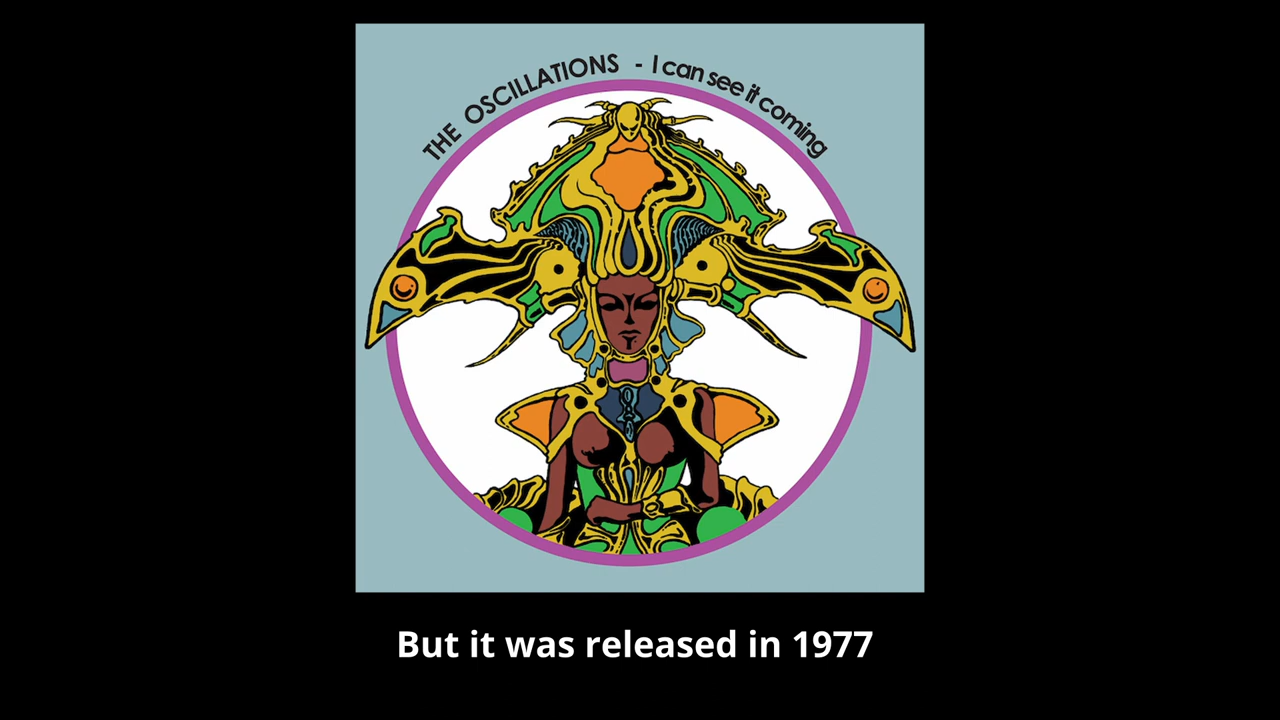 THE OSCILLATIONS - I can see it coming
But it was released in 1977